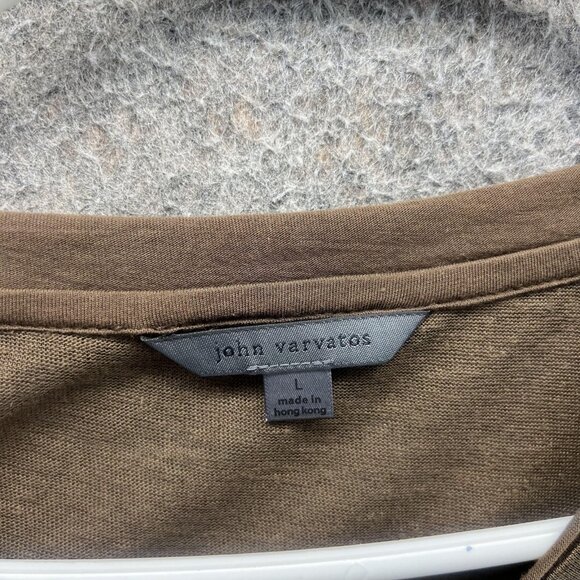 john varvatos
L
made in
hong kong